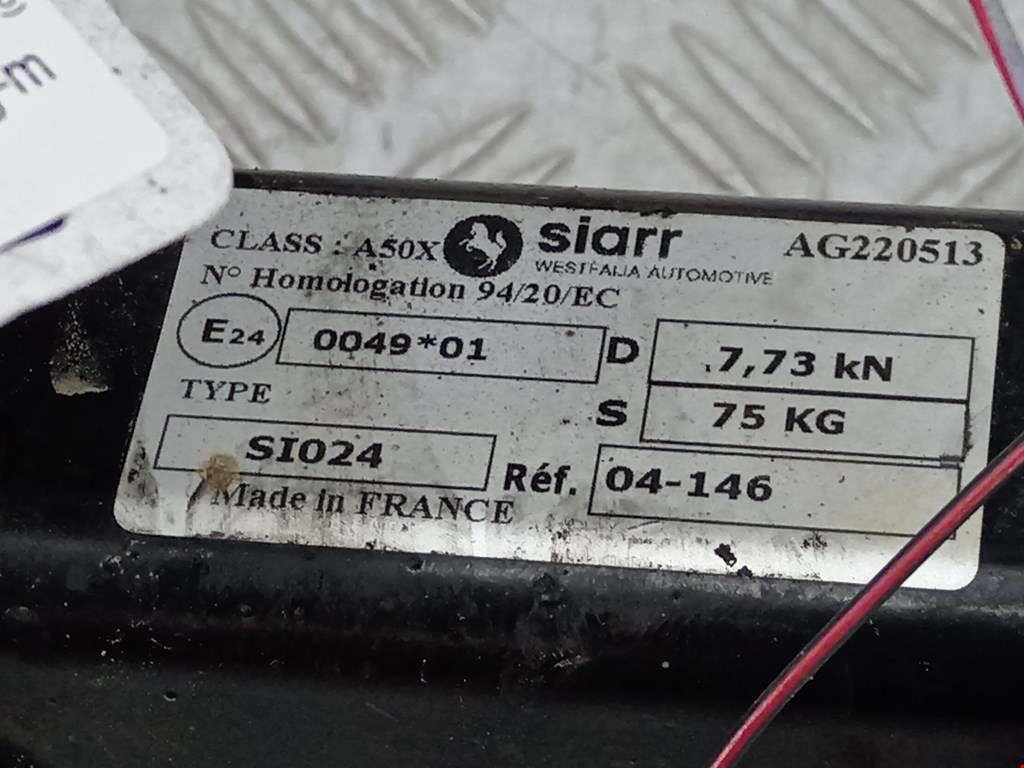 -m
CLASS : A50X siarr AG220513
WESTFALIA AUTOMOTIVE
N° Homologation 94/20/EC
E24 0049*01 D 7,73 kN
TYPE S 75 KG
SI024 Réf. 04-146
Made in FRANCE